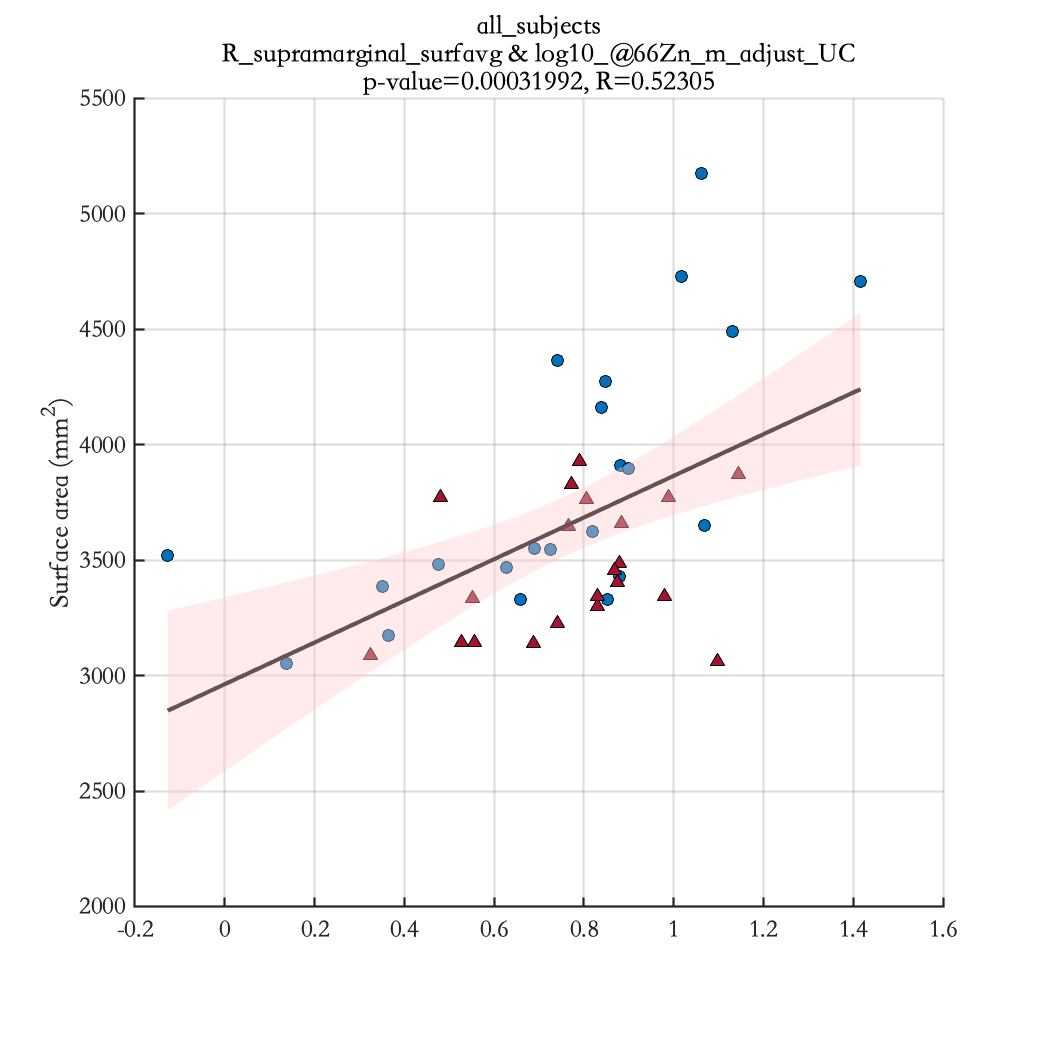 all_subjects
R_supramarginal_surfavg & log10_@66Zn_m_adjust_UC
p-value=0.00031992, R=0.52305
5500
5000
4500
4000
3500
3000
2500
2000
Surface area (mm²)
-0.2 0 0.2 0.4 0.6 0.8 1 1.2 1.4 1.6